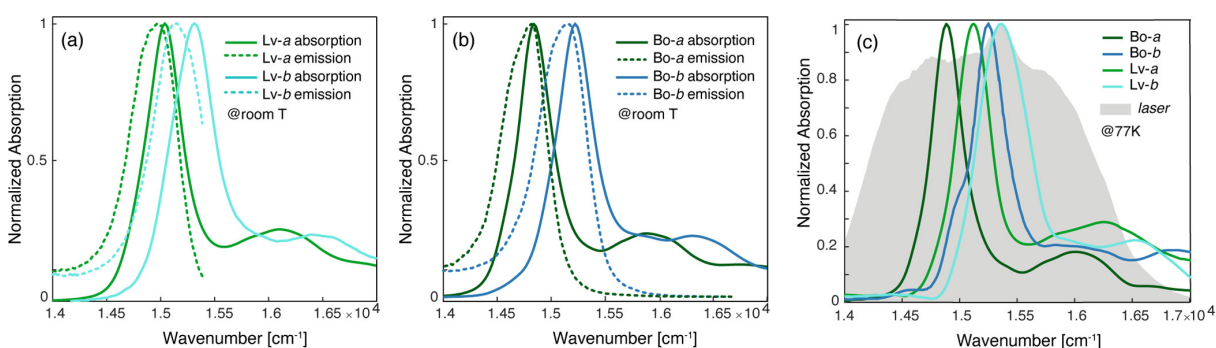 (a)
Lv-a absorption
Lv-a emission
Lv-b absorption
Lv-b emission
@room T
Normalized Absorption
1
0.5
0
1.4 1.45 1.5 1.55 1.6 1.65 ×10⁴
Wavenumber [cm⁻¹]
(b)
Bo-a absorption
Bo-a emission
Bo-b absorption
Bo-b emission
@room T
Normalized Absorption
1
0.5
0
1.4 1.45 1.5 1.55 1.6 1.65 ×10⁴
Wavenumber [cm⁻¹]
(c)
Bo-a
Bo-b
Lv-a
Lv-b
laser
@77K
Normalized Absorption
1
0.8
0.6
0.4
0.2
0
1.4 1.45 1.5 1.55 1.6 1.65 1.7×10⁴
Wavenumber [cm⁻¹]